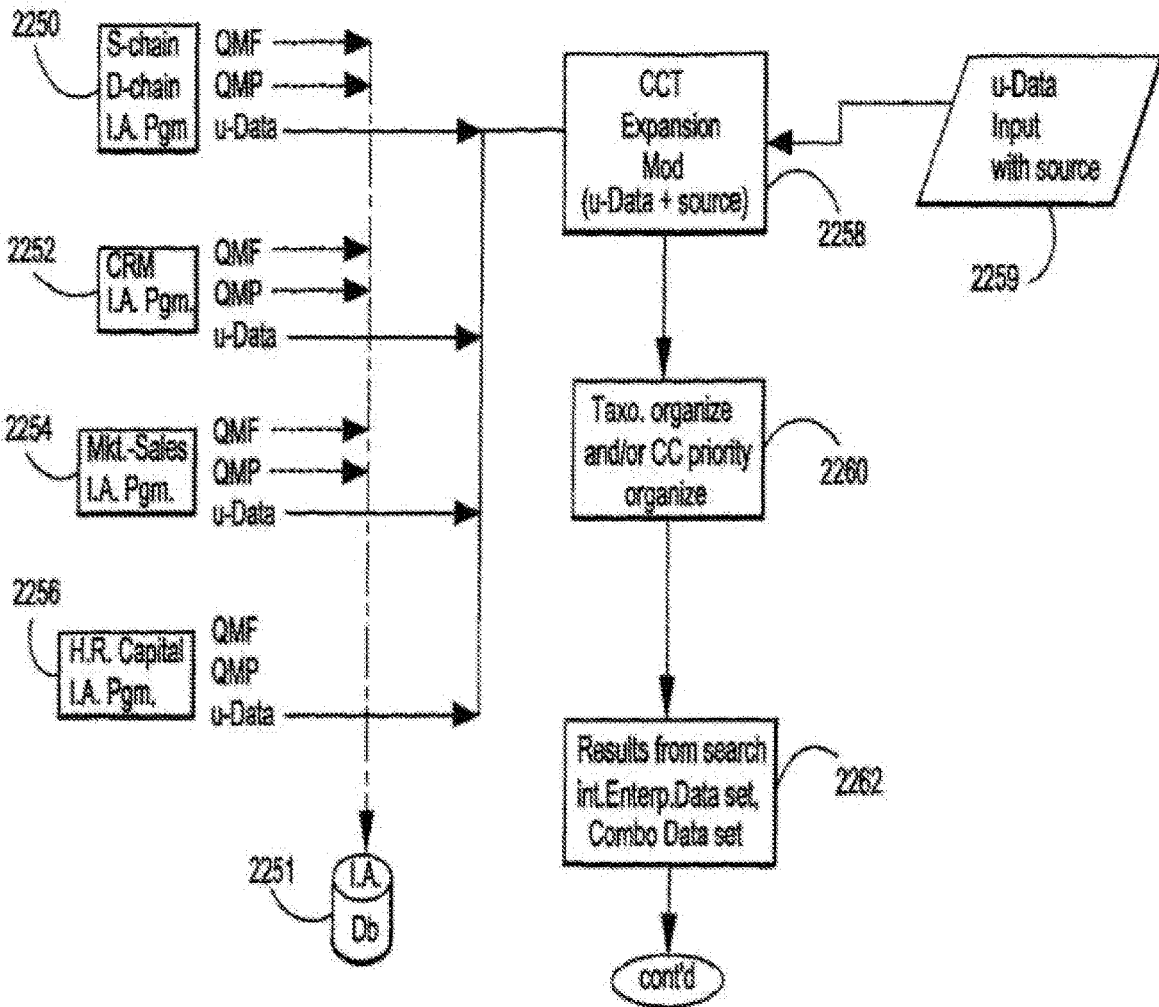 2250
S-chain
D-chain
I.A. Pgm
QMF
QMP
u-Data
2252
CRM
I.A. Pgm.
QMF
QMP
u-Data
2254
Mkt.-Sales
I.A. Pgm.
QMF
QMP
u-Data
2256
H.R. Capital
I.A. Pgm.
QMF
QMP
u-Data
2251
I.A.
Db
CCT
Expansion
Mod
(u-Data + source)
2258
u-Data
Input
with source
2259
Taxo. organize
and/or CC priority
organize
2260
Results from search
int.Enterp.Data set,
Combo Data set
2262
cont'd